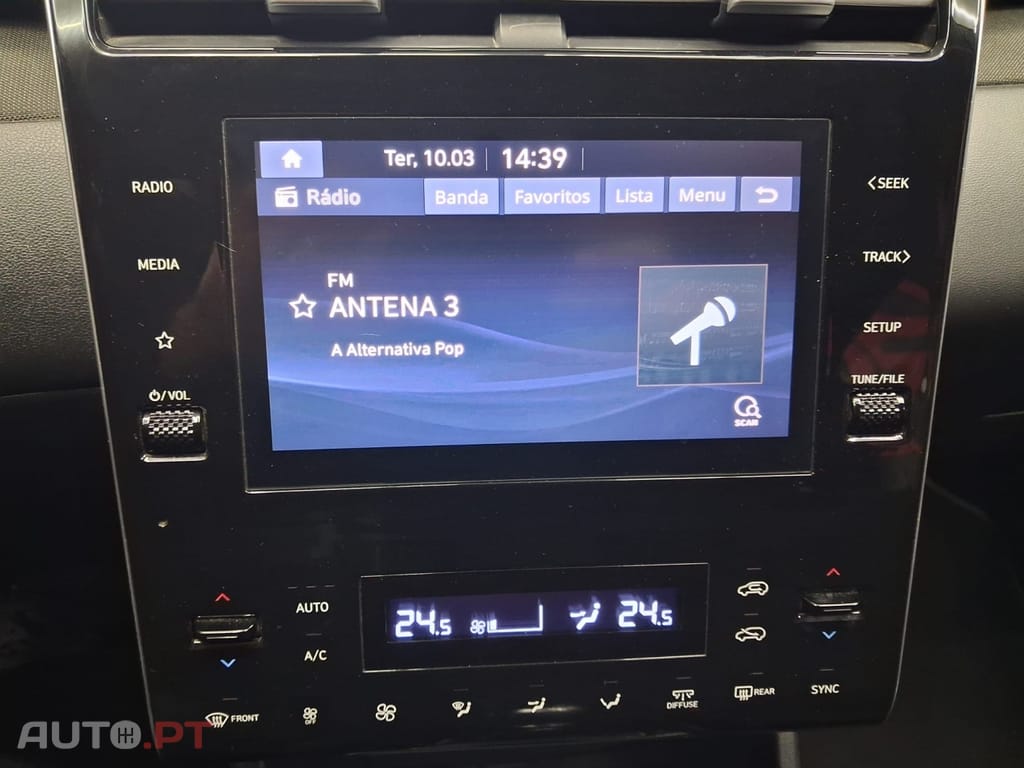 Ter, 10.03 14:39
Rádio Banda Favoritos Lista Menu
FM
ANTENA 3
A Alternativa Pop
SCAN
RADIO
MEDIA
/ VOL
<SEEK
TRACK>
SETUP
TUNE/FILE
AUTO
A/C
24.5 24.5
FRONT
OFF
DIFFUSE
REAR
SYNC
AUTO.PT